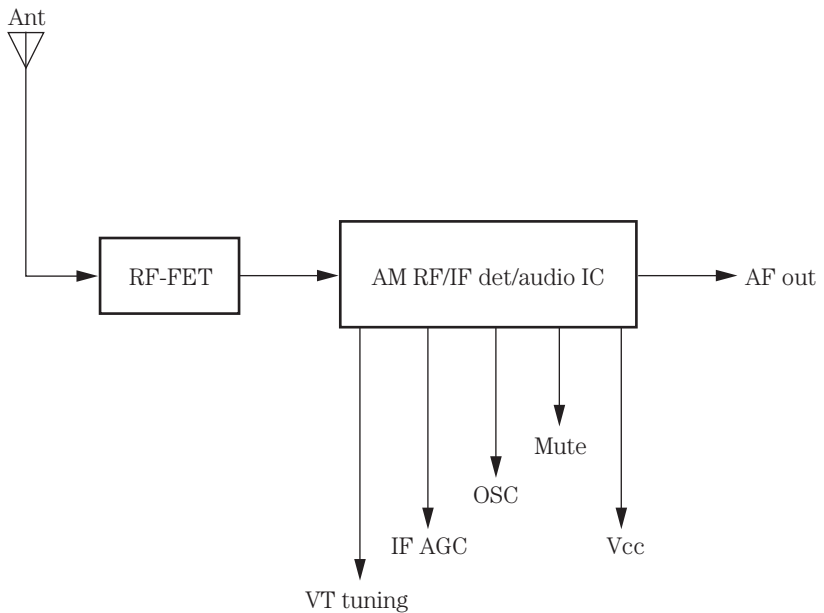 Ant
RF-FET
AM RF/IF det/audio IC
AF out
Mute
OSC
IF AGC
Vcc
VT tuning